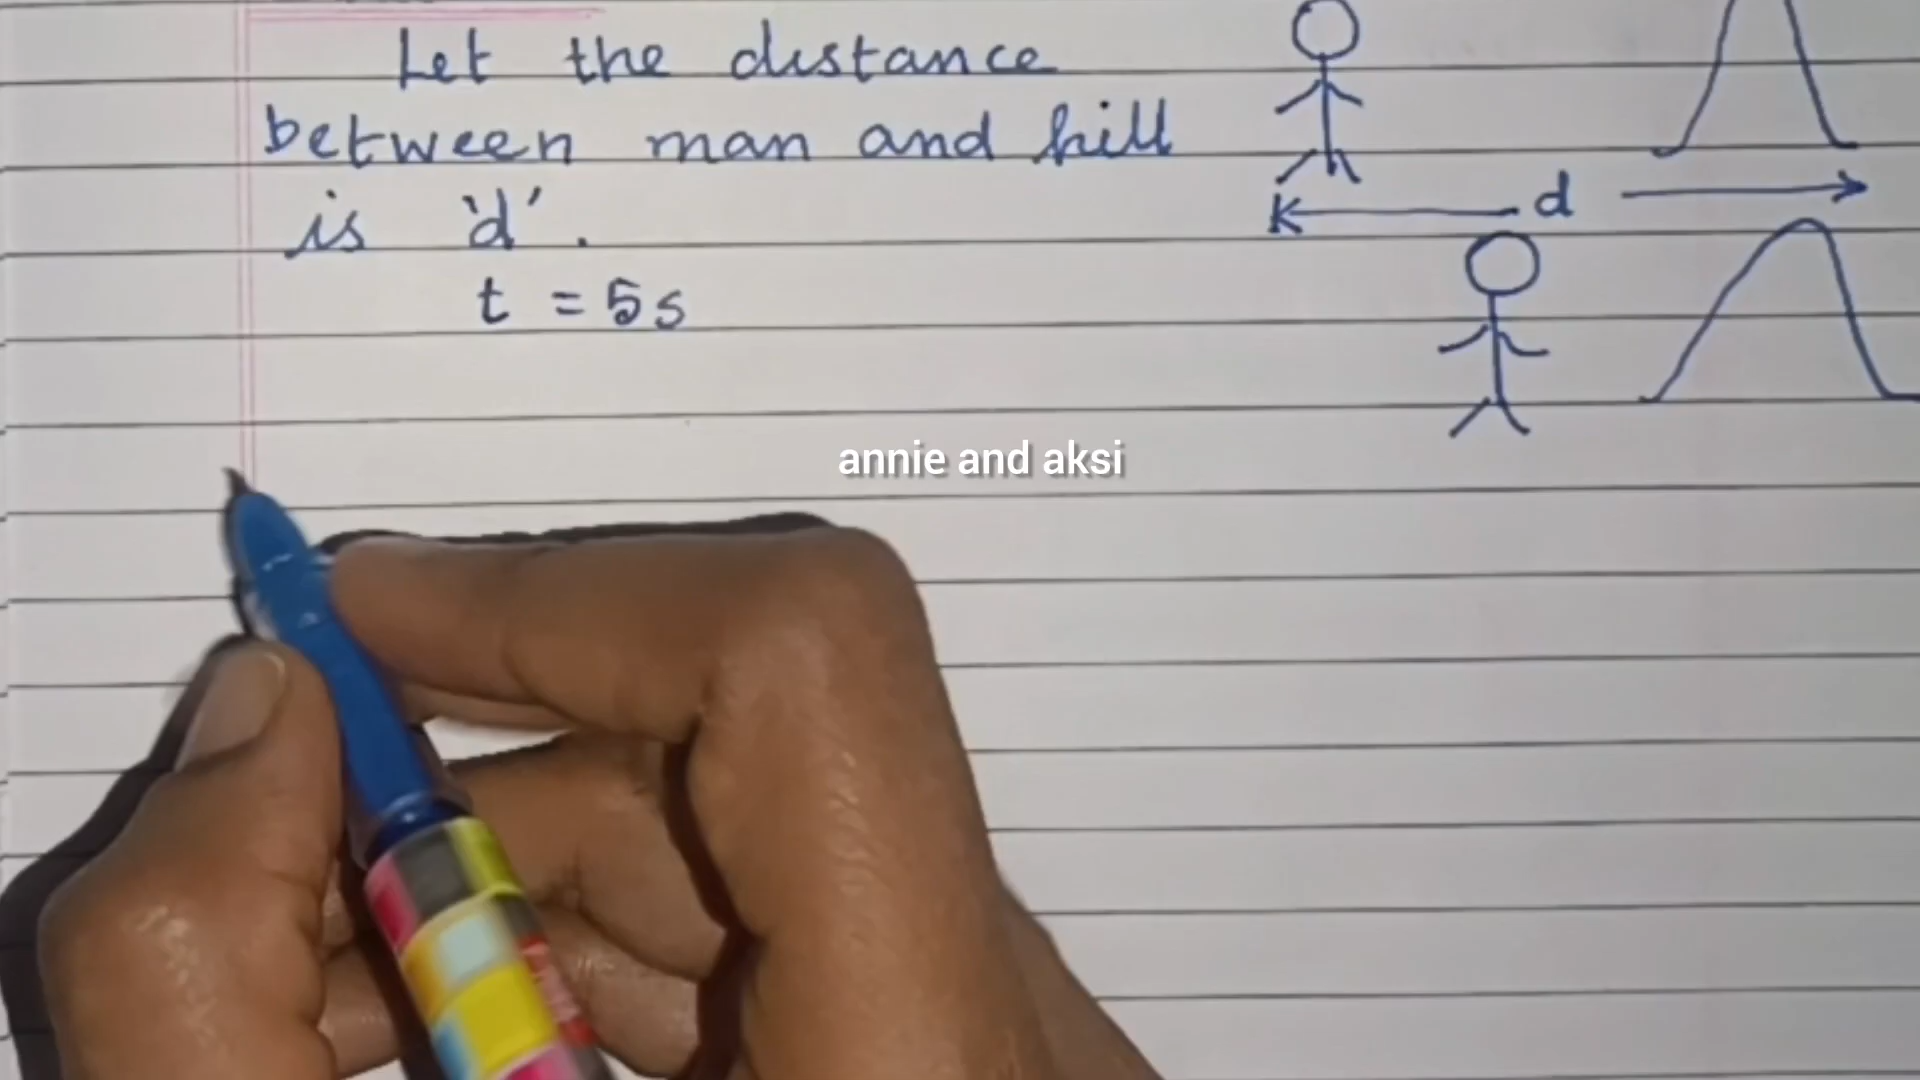 Let the distance
between man and hill
is 'd'.
t = 5s
d
annie and aksi